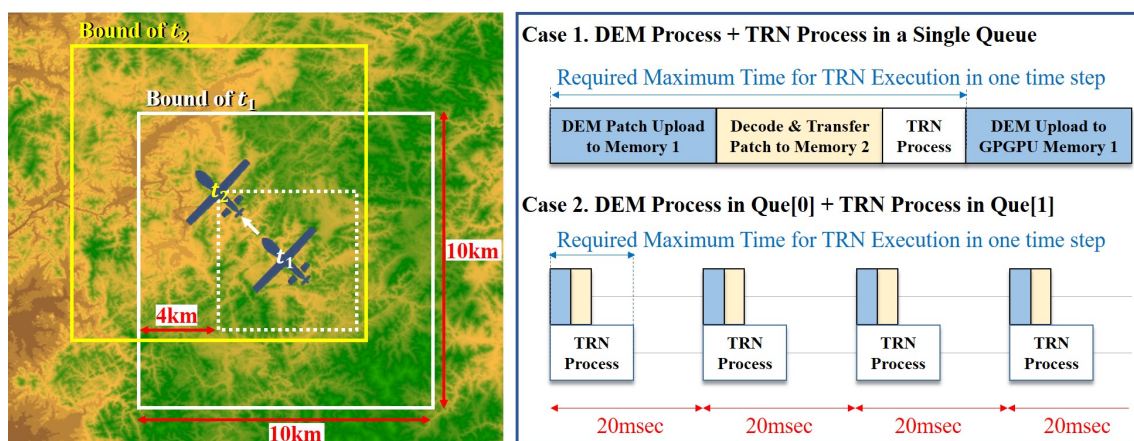 Bound of t₂
Bound of t₁
t₂
t₁
4km
10km
10km
Case 1. DEM Process + TRN Process in a Single Queue
Required Maximum Time for TRN Execution in one time step
DEM Patch Upload
to Memory 1
Decode & Transfer
Patch to Memory 2
TRN
Process
DEM Upload to
GPGPU Memory 1
Case 2. DEM Process in Que[0] + TRN Process in Que[1]
Required Maximum Time for TRN Execution in one time step
TRN
Process
TRN
Process
TRN
Process
TRN
Process
20msec
20msec
20msec
20msec